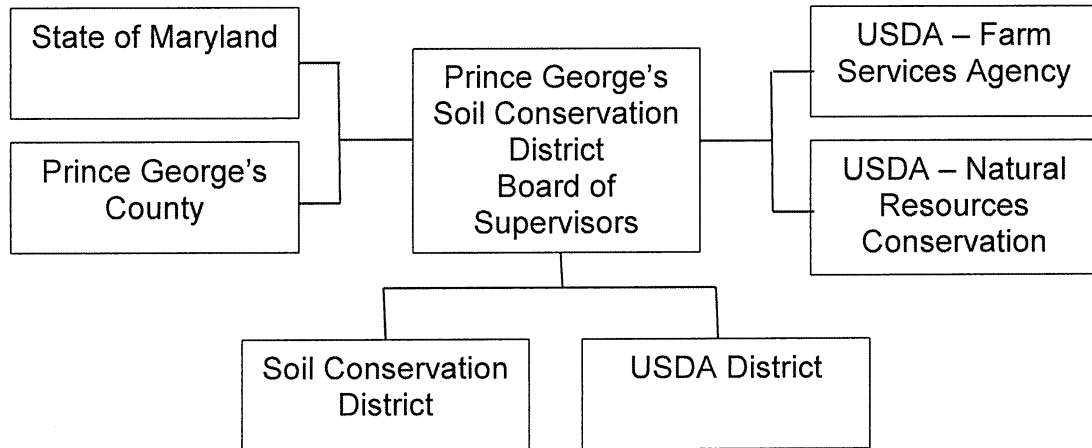 State of Maryland
Prince George's
County
Prince George's
Soil Conservation
District
Board of
Supervisors
USDA – Farm
Services Agency
USDA – Natural
Resources
Conservation
Soil Conservation
District
USDA District